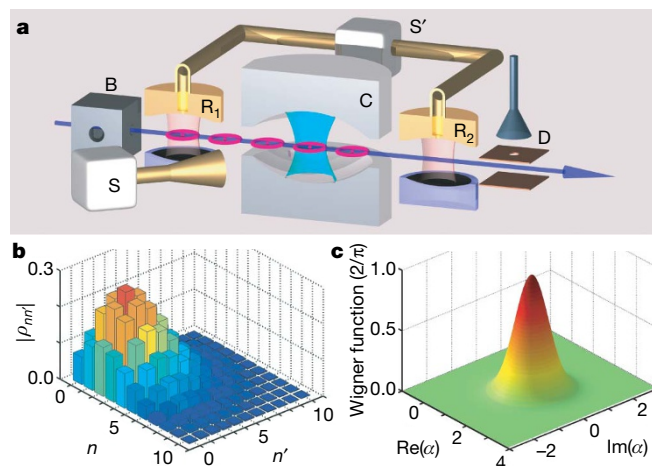 a
S′
B
R1
C
R2
D
S
b
0.3
|ρnn′|
0.0
0
5
10
n
0
5
10
n′
c
Wigner function (2/π)
1.0
0.5
0.0
0
2
4
Re(α)
−2
0
2
Im(α)